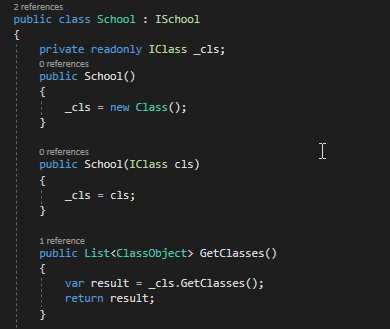 2 references
public class School : ISchool
{
private readonly IClass _cls;
0 references
public School()
{
_cls = new Class();
}
0 references
public School(IClass cls)
{
_cls = cls;
}
1 reference
public List<ClassObject> GetClasses()
{
var result = _cls.GetClasses();
return result;
}